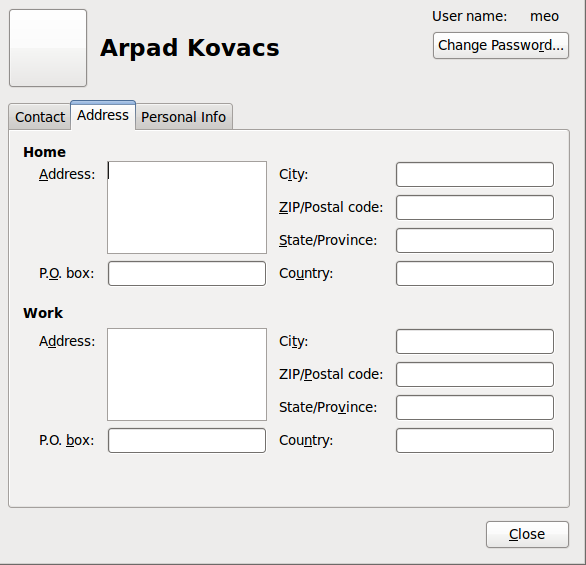 User name: meo
Arpad Kovacs
Change Password...
Contact Address Personal Info
Home
Address: City:
ZIP/Postal code:
State/Province:
P.O. box: Country:
Work
Address: City:
ZIP/Postal code:
State/Province:
P.O. box: Country:
Close